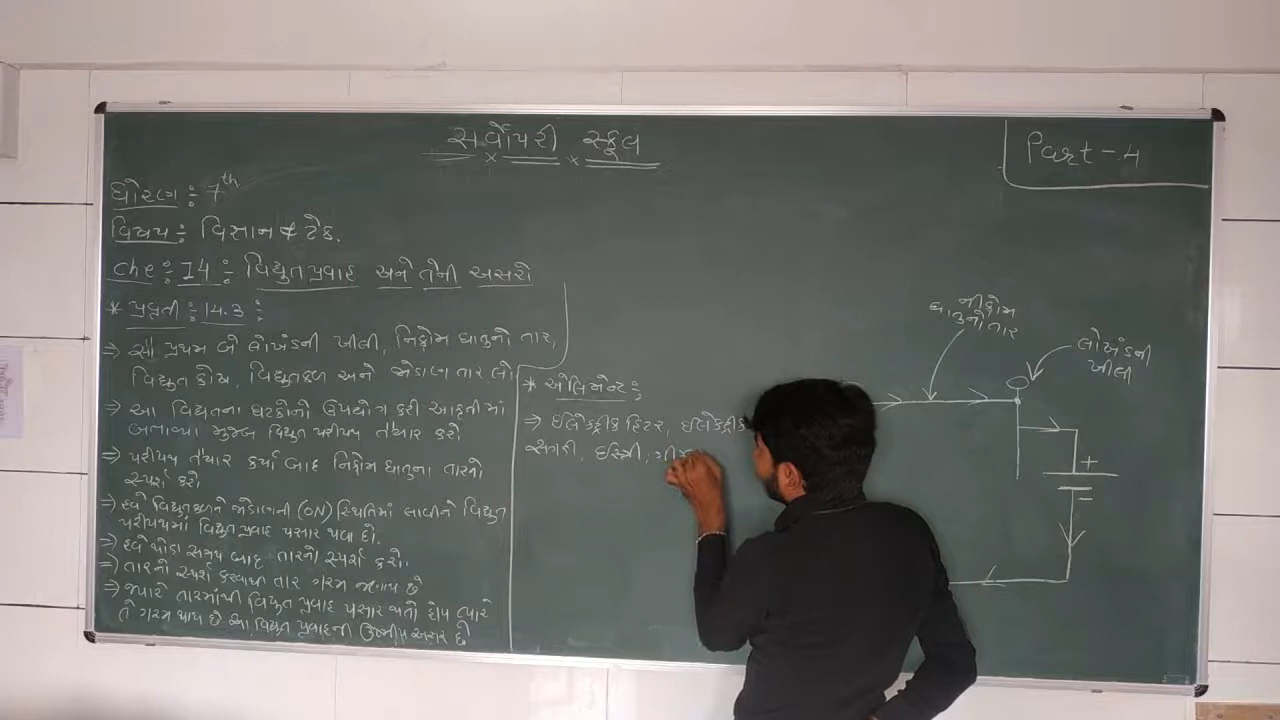 સર્વોપરી સ્કૂલ
Part-4
ધોરણ : 7th
વિષય : વિજ્ઞાન & ટેક.
che : 14 : વિદ્યુતપ્રવાહ અને તેની અસરો
* પ્રવૃતી : 14.3 :
⇒ સૌ પ્રથમ બે લોખંડની ખીલી, નિક્રોમ ધાતુનો તાર,
વિદ્યુત કોષ, વિદ્યુતકળ અને જોડાણ તાર લો
⇒ આ વિદ્યુતના ઘટકોનો ઉપયોગ કરી આકૃતીમાં
બતાવ્યા મુજબ વિદ્યુત પરીપથ તૈયાર કરો
⇒ પરીપથ તૈયાર કર્યા બાદ નિક્રોમ ધાતુના તારનો
સ્પર્શ કરો
⇒ હવે વિદ્યુતકળને જોડાણની (ON) સ્થિતિમાં લાવીને વિદ્યુત
પરીપથમાં વિદ્યુત પ્રવાહ પસાર થવા દો.
⇒ હવે થોડા સમય બાદ તારનો સ્પર્શ કરો.
⇒ તારનો સ્પર્શ કરવાથી તાર ગરમ જણાય છે
⇒ જ્યારે તારમાંથી વિદ્યુત પ્રવાહ પસાર થતો હોય ત્યારે
તે ગરમ થાય છે આ વિદ્યુત પ્રવાહની ઉષ્મીય અસર છે
* એલિમેન્ટ :
⇒ ઈલેક્ટ્રીક હિટર, ઈલેક્ટ્રીક
સગડી, ઈસ્ત્રી,
નીક્રોમ
ધાતુનો તાર
લોખંડની
ખીલી
+
=